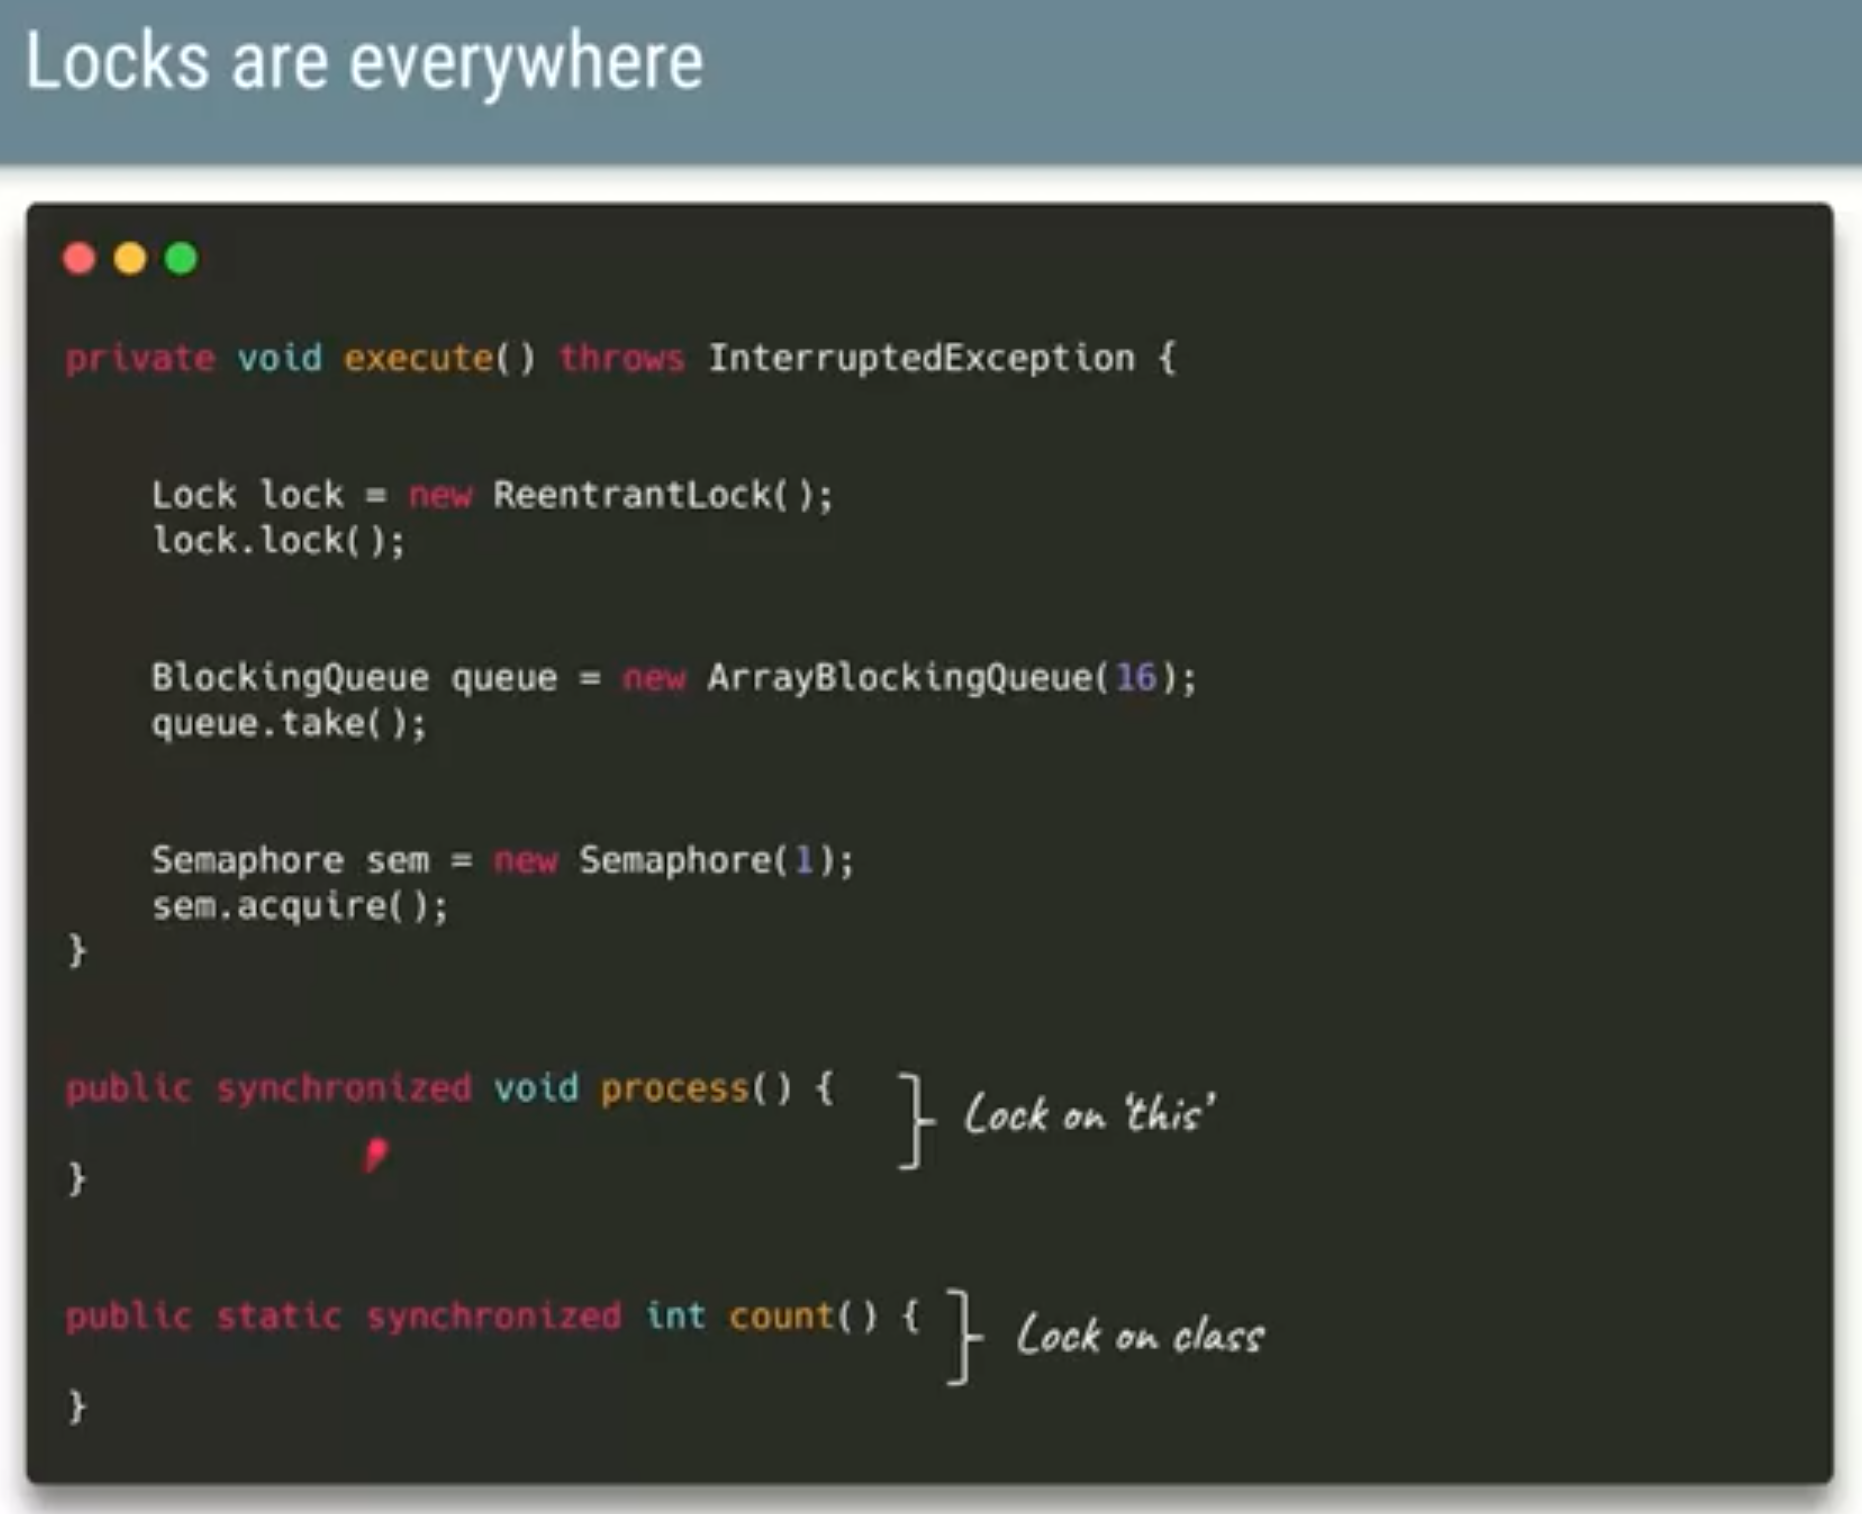 Locks are everywhere
private void execute() throws InterruptedException {
Lock lock = new ReentrantLock();
lock.lock();
BlockingQueue queue = new ArrayBlockingQueue(16);
queue.take();
Semaphore sem = new Semaphore(1);
sem.acquire();
}
public synchronized void process() {
Lock on 'this'
}
public static synchronized int count() {
Lock on class
}